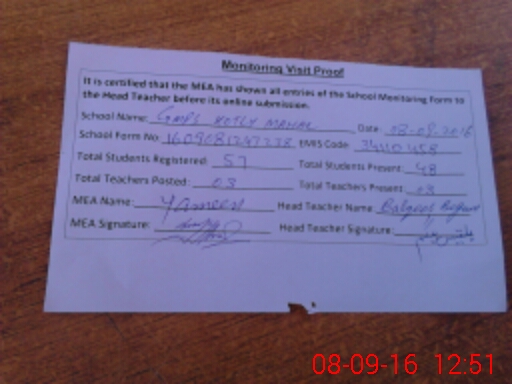 Monitoring Visit Proof
It is certified that the MEA has shown all entries of the School Monitoring Form to
the Head Teacher before its online submission.
School Name: GMPS KOTLY MAHAL Date: 08-09-2016
School Form No: EMIS Code: 34110458
Total Students Registered: 57 Total Students Present: 48
Total Teachers Posted: 03 Total Teachers Present: 03
MEA Name: Yameen Head Teacher Name: Balqees Begum
MEA Signature: Head Teacher Signature:
08-09-16 12:51